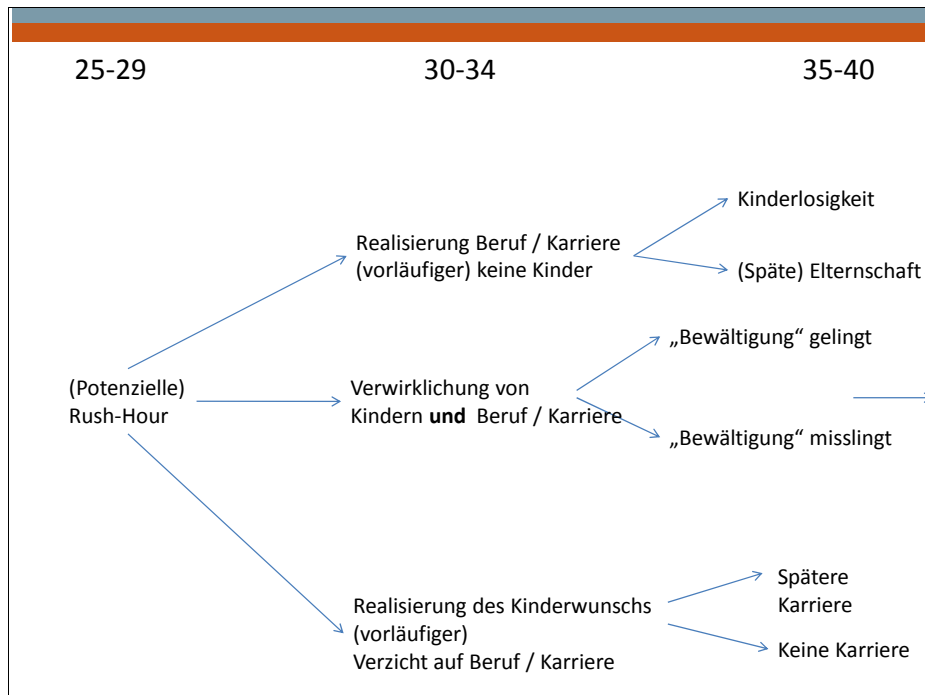 25-29
30-34
35-40
Kinderlosigkeit
Realisierung Beruf / Karriere
(vorläufiger) keine Kinder
(Späte) Elternschaft
„Bewältigung“ gelingt
(Potenzielle)
Rush-Hour
Verwirklichung von
Kindern und Beruf / Karriere
„Bewältigung“ misslingt
Realisierung des Kinderwunschs
(vorläufiger)
Verzicht auf Beruf / Karriere
Spätere
Karriere
Keine Karriere